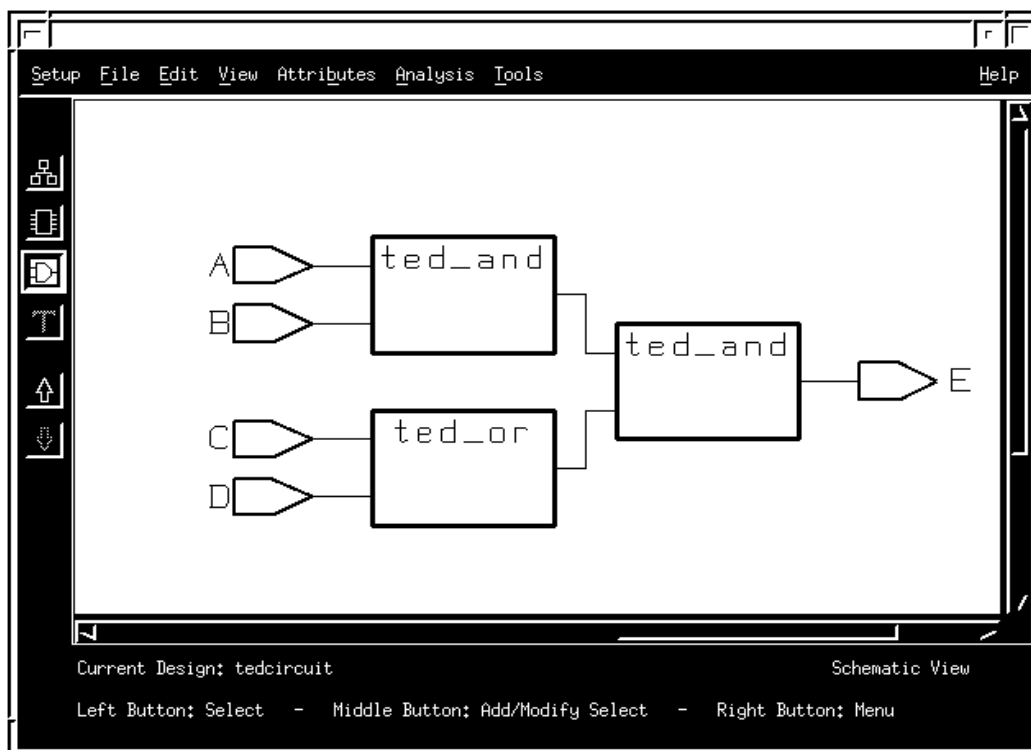 Setup File Edit View Attributes Analysis Tools Help
A ted_and
B
ted_and
E
C ted_or
D
Current Design: tedcircuit Schematic View
Left Button: Select - Middle Button: Add/Modify Select - Right Button: Menu